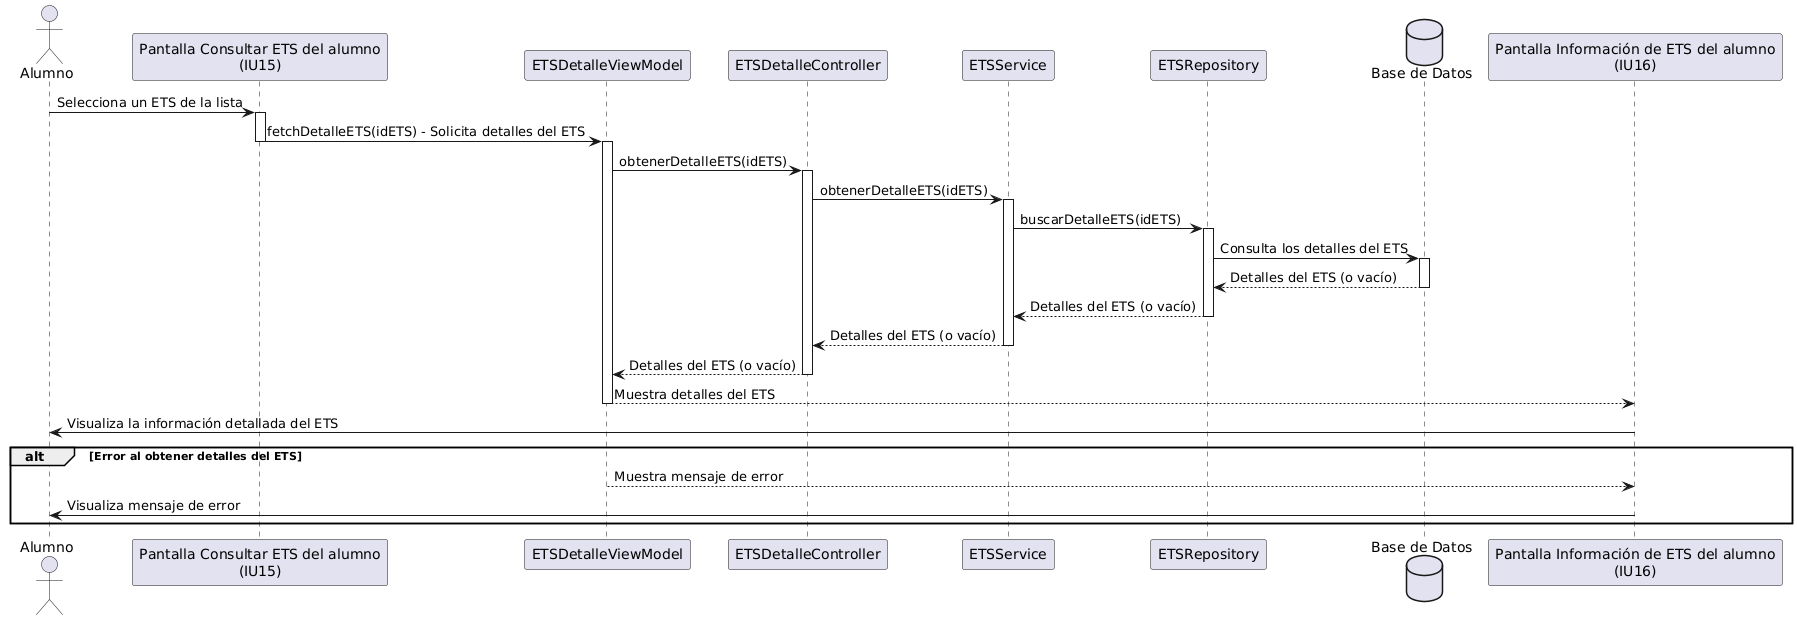 Alumno
Pantalla Consultar ETS del alumno
(IU15)
ETSDetalleViewModel
ETSDetalleController
ETSService
ETSRepository
Base de Datos
Pantalla Información de ETS del alumno
(IU16)
Selecciona un ETS de la lista
fetchDetalleETS(idETS) - Solicita detalles del ETS
obtenerDetalleETS(idETS)
obtenerDetalleETS(idETS)
buscarDetalleETS(idETS)
Consulta los detalles del ETS
Detalles del ETS (o vacío)
Detalles del ETS (o vacío)
Detalles del ETS (o vacío)
Detalles del ETS (o vacío)
Muestra detalles del ETS
Visualiza la información detallada del ETS
alt [Error al obtener detalles del ETS]
Muestra mensaje de error
Visualiza mensaje de error
Alumno
Pantalla Consultar ETS del alumno
(IU15)
ETSDetalleViewModel
ETSDetalleController
ETSService
ETSRepository
Base de Datos
Pantalla Información de ETS del alumno
(IU16)